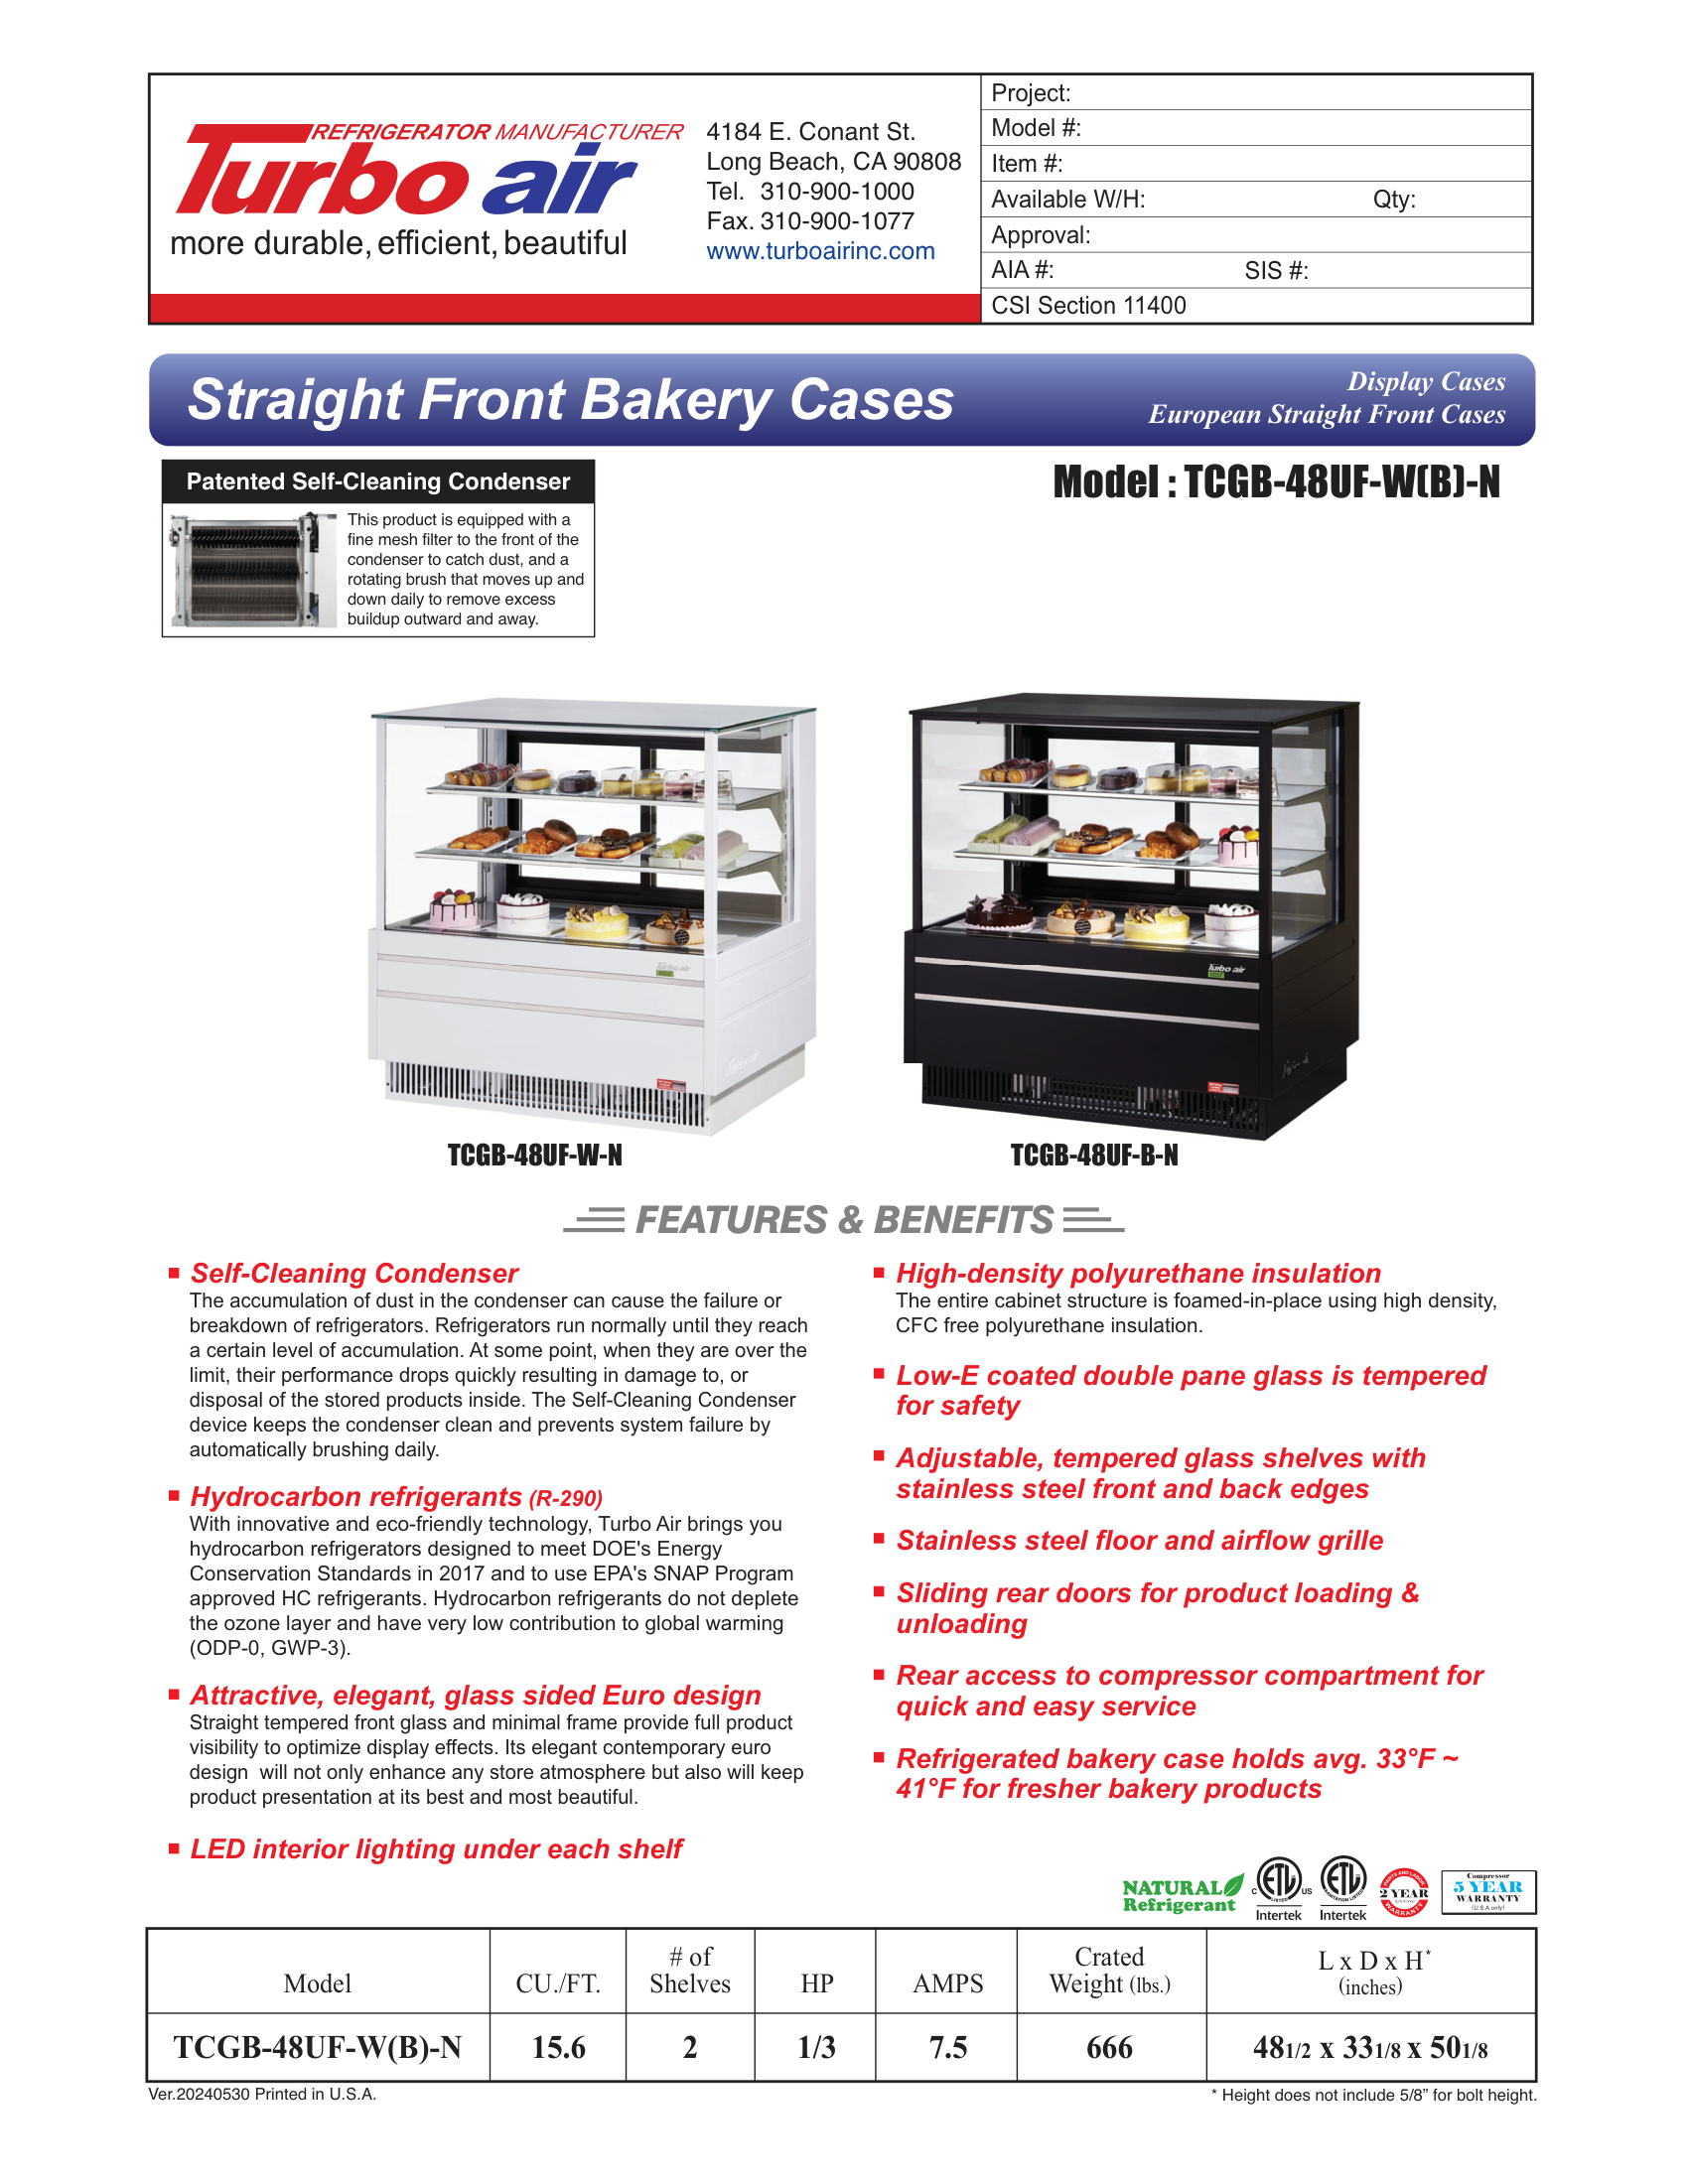 REFRIGERATOR MANUFACTURER
Turbo air
more durable, efficient, beautiful
4184 E. Conant St.
Long Beach, CA 90808
Tel. 310-900-1000
Fax. 310-900-1077
www.turboairinc.com
Project:
Model #:
Item #:
Available W/H: Qty:
Approval:
AIA #: SIS #:
CSI Section 11400
Straight Front Bakery Cases
Display Cases
European Straight Front Cases
Patented Self-Cleaning Condenser
This product is equipped with a
fine mesh filter to the front of the
condenser to catch dust, and a
rotating brush that moves up and
down daily to remove excess
buildup outward and away.
Model : TCGB-48UF-W(B)-N
Turbo air
Turbo air
TCGB-48UF-W-N
TCGB-48UF-B-N
FEATURES & BENEFITS
Self-Cleaning Condenser
The accumulation of dust in the condenser can cause the failure or
breakdown of refrigerators. Refrigerators run normally until they reach
a certain level of accumulation. At some point, when they are over the
limit, their performance drops quickly resulting in damage to, or
disposal of the stored products inside. The Self-Cleaning Condenser
device keeps the condenser clean and prevents system failure by
automatically brushing daily.
Hydrocarbon refrigerants (R-290)
With innovative and eco-friendly technology, Turbo Air brings you
hydrocarbon refrigerators designed to meet DOE's Energy
Conservation Standards in 2017 and to use EPA's SNAP Program
approved HC refrigerants. Hydrocarbon refrigerants do not deplete
the ozone layer and have very low contribution to global warming
(ODP-0, GWP-3).
Attractive, elegant, glass sided Euro design
Straight tempered front glass and minimal frame provide full product
visibility to optimize display effects. Its elegant contemporary euro
design will not only enhance any store atmosphere but also will keep
product presentation at its best and most beautiful.
LED interior lighting under each shelf
High-density polyurethane insulation
The entire cabinet structure is foamed-in-place using high density,
CFC free polyurethane insulation.
Low-E coated double pane glass is tempered
for safety
Adjustable, tempered glass shelves with
stainless steel front and back edges
Stainless steel floor and airflow grille
Sliding rear doors for product loading &
unloading
Rear access to compressor compartment for
quick and easy service
Refrigerated bakery case holds avg. 33°F ~
41°F for fresher bakery products
NATURAL
Refrigerant
C ETL US
LISTED
Intertek
ETL
SANITATION LISTED
Intertek
PARTS AND LABOR
2 YEAR
(U.S.A only)
WARRANTY
Compressor
5 YEAR
WARRANTY
(U.S.A only)
Model CU./FT. # of Shelves HP AMPS Crated Weight (lbs.) L x D x H* (inches)
TCGB-48UF-W(B)-N 15.6 2 1/3 7.5 666 48 1/2 x 33 1/8 x 50 1/8
Ver.20240530 Printed in U.S.A.
* Height does not include 5/8” for bolt height.